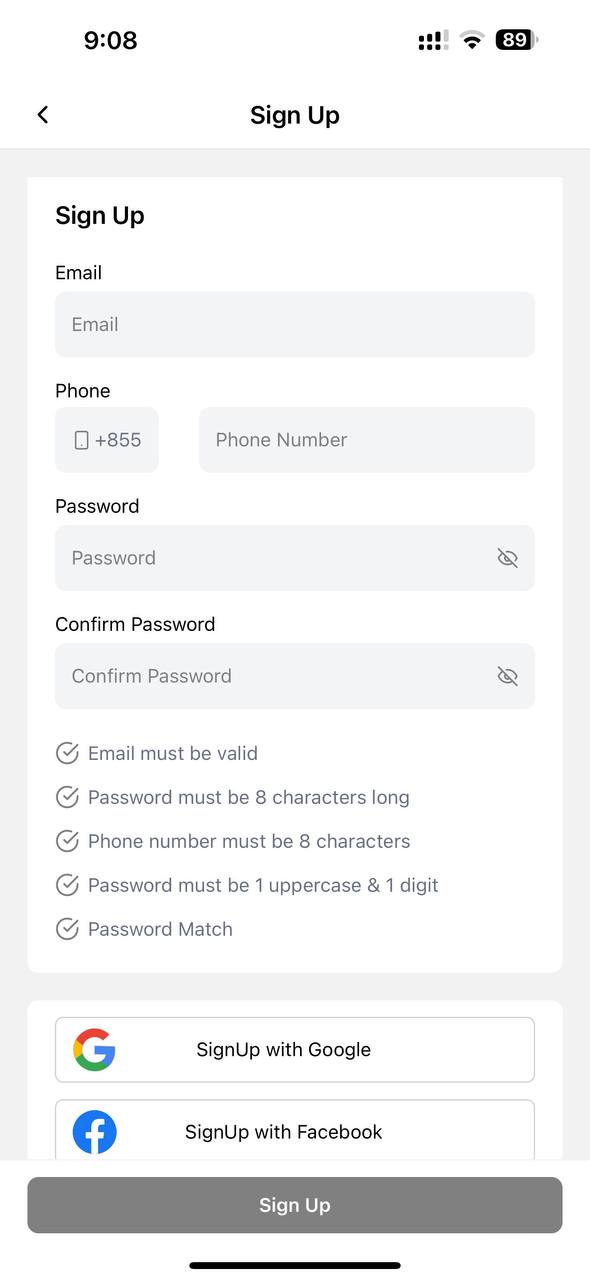 9:08
89
Sign Up
Sign Up
Email
Email
Phone
+855
Phone Number
Password
Password
Confirm Password
Confirm Password
Email must be valid
Password must be 8 characters long
Phone number must be 8 characters
Password must be 1 uppercase & 1 digit
Password Match
SignUp with Google
SignUp with Facebook
Sign Up